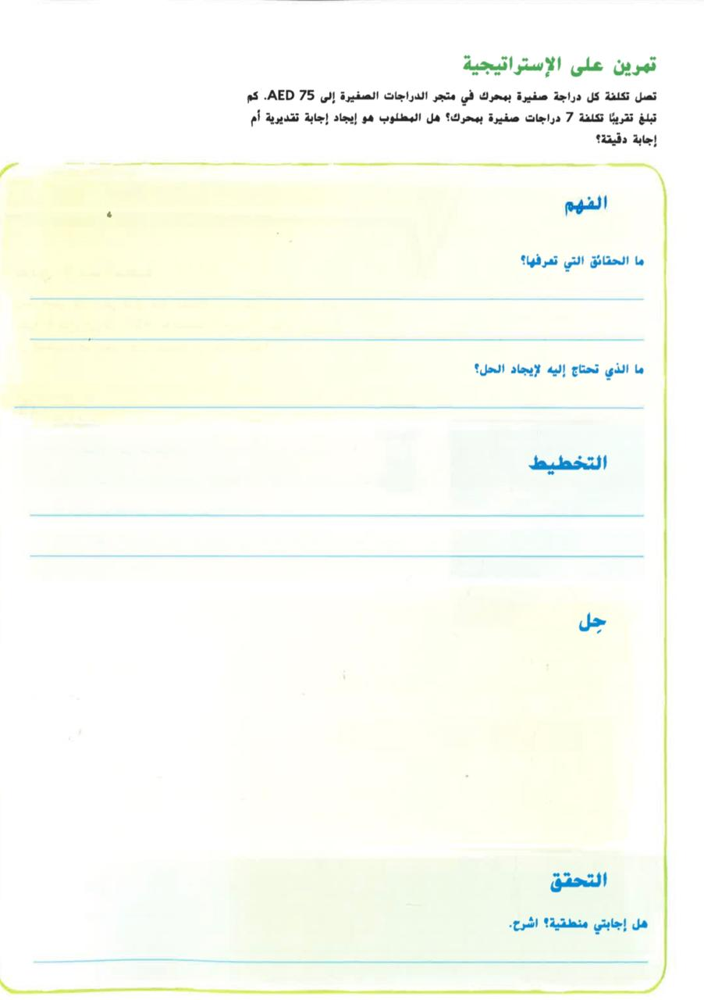 تمرين على الإستراتيجية
تصل تكلفة كل دراجة صغيرة بمحرك في متجر الدراجات الصغيرة إلى AED 75. كم
تبلغ تقريبًا تكلفة 7 دراجات صغيرة بمحرك؟ هل المطلوب هو إيجاد إجابة تقديرية أم
إجابة دقيقة؟
الفهم
ما الحقائق التي تعرفها؟
ما الذي تحتاج إليه لإيجاد الحل؟
التخطيط
حِل
التحقق
هل إجابتي منطقية؟ اشرح.